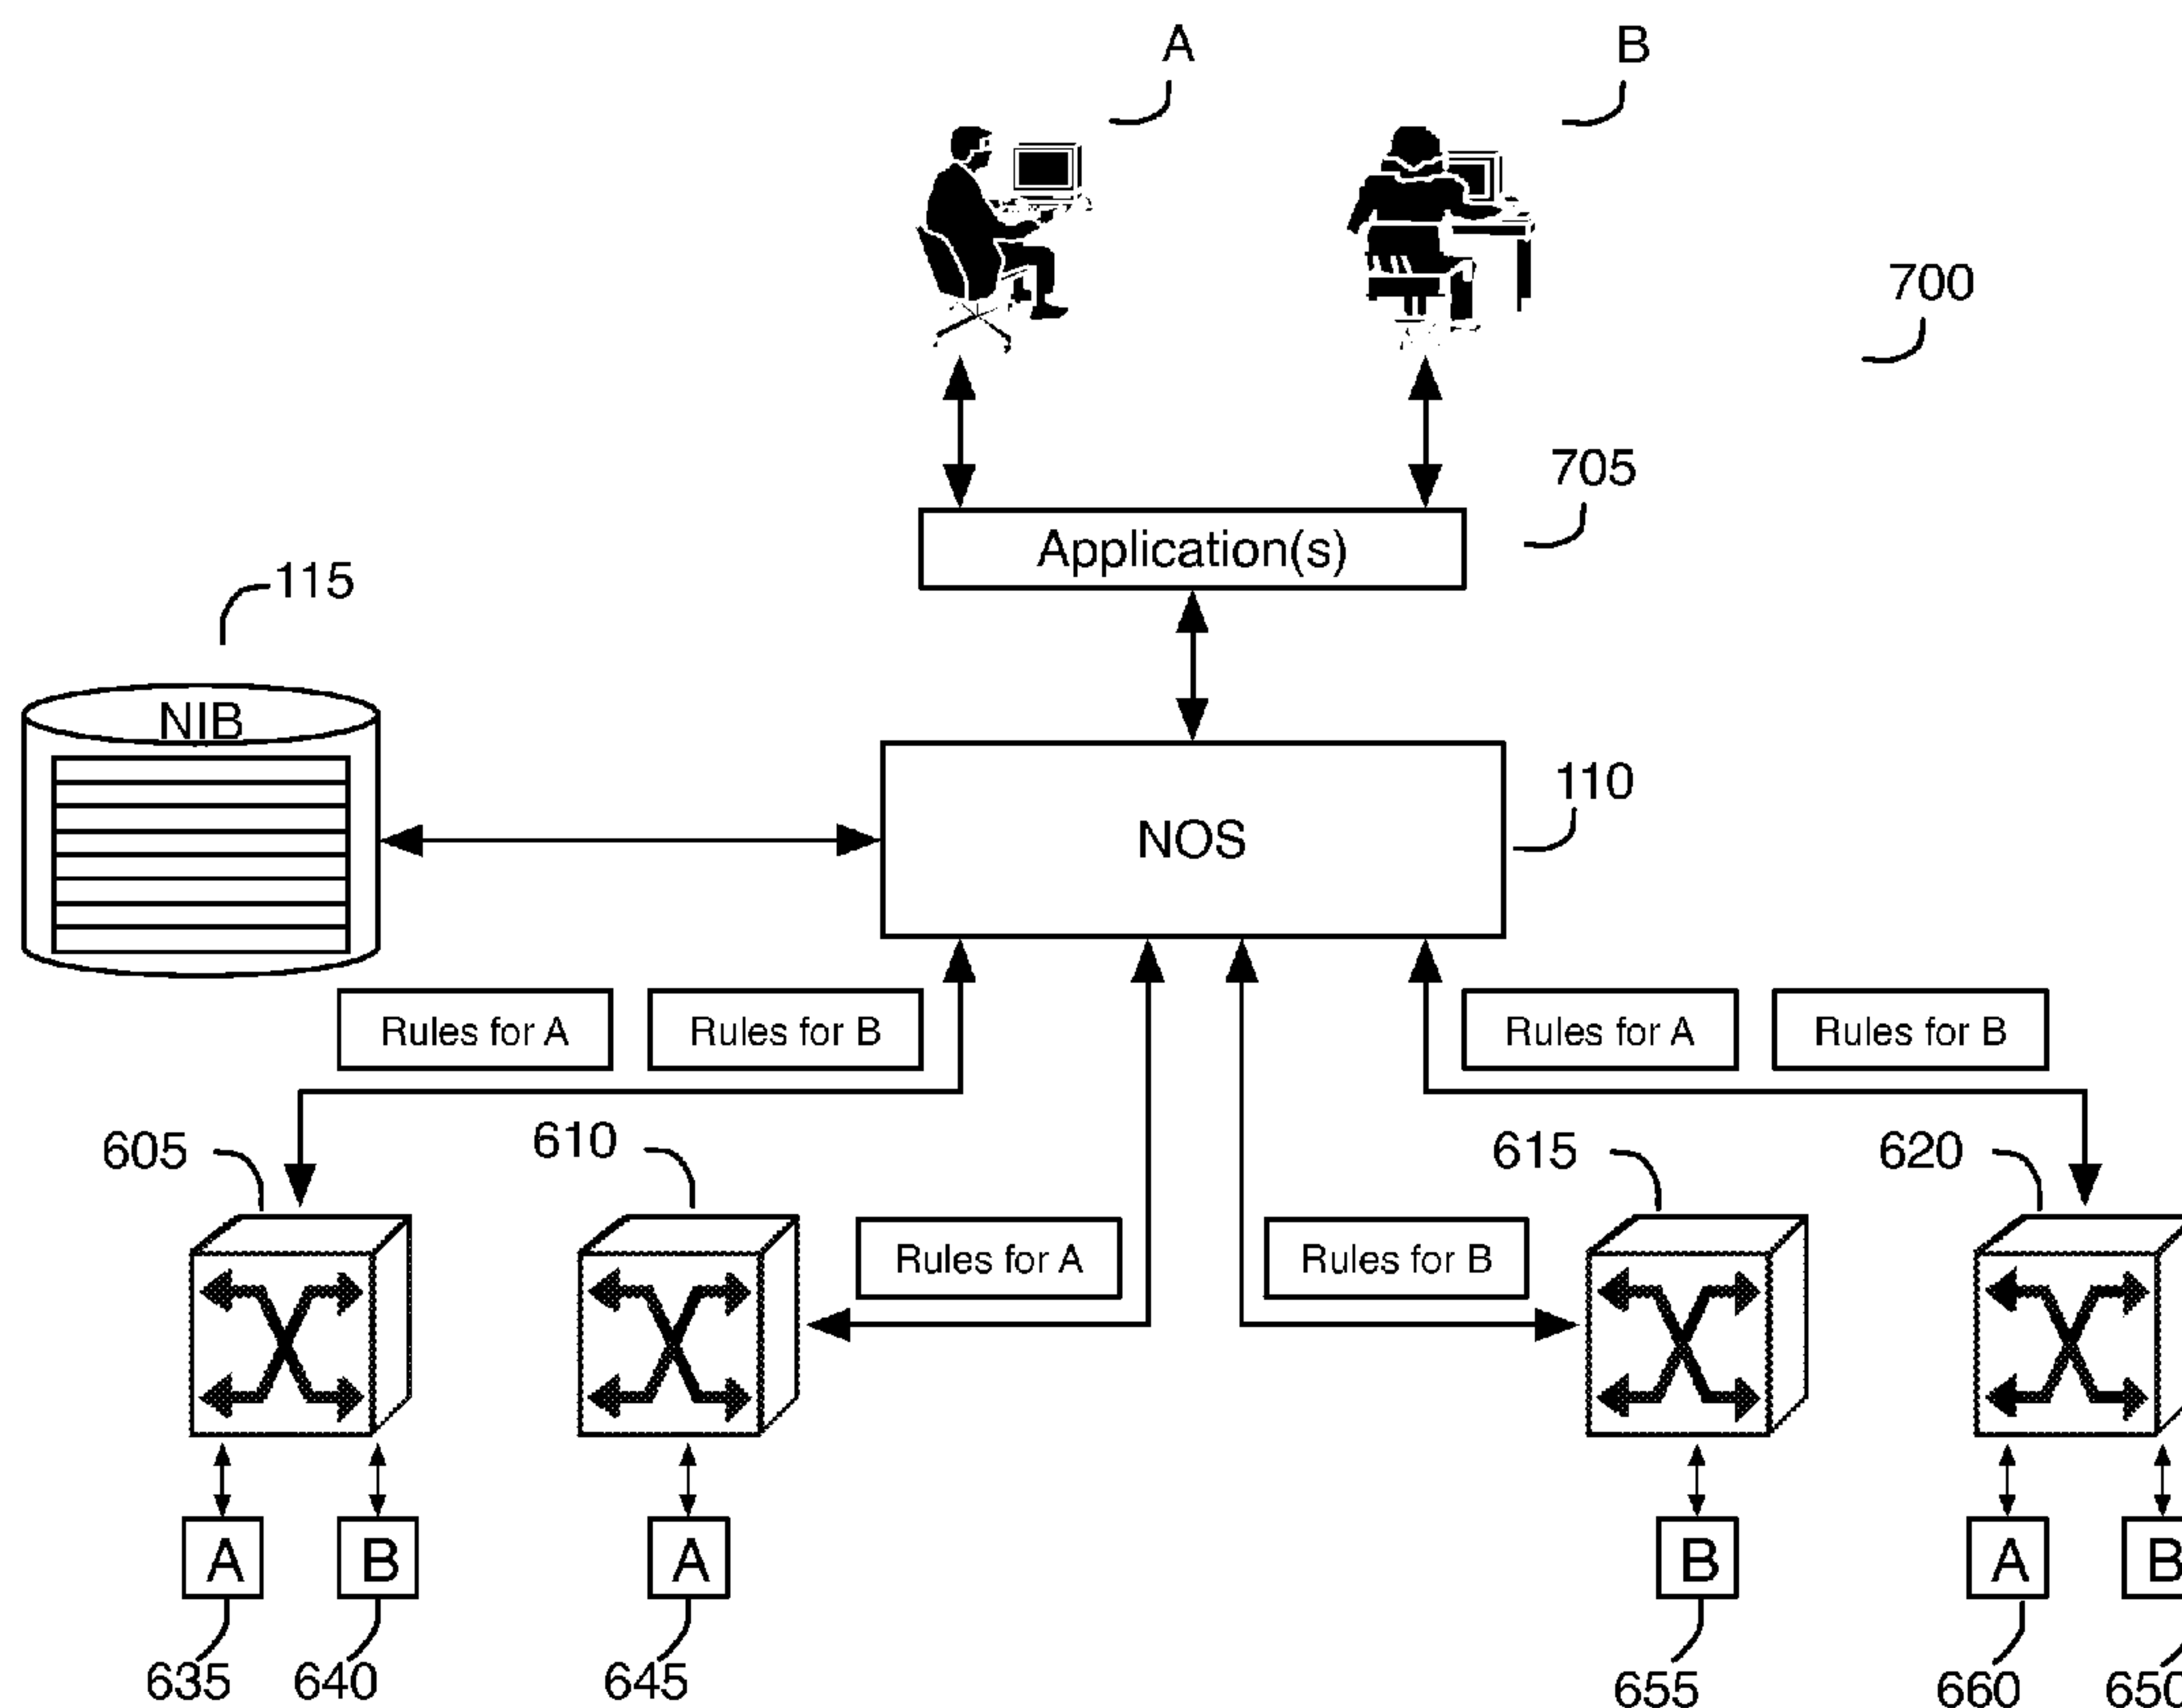 A
B
700
705
Application(s)
115
NIB
110
NOS
Rules for A
Rules for B
Rules for A
Rules for B
605
610
615
620
Rules for A
Rules for B
A
B
A
B
A
B
635
640
645
655
660
650